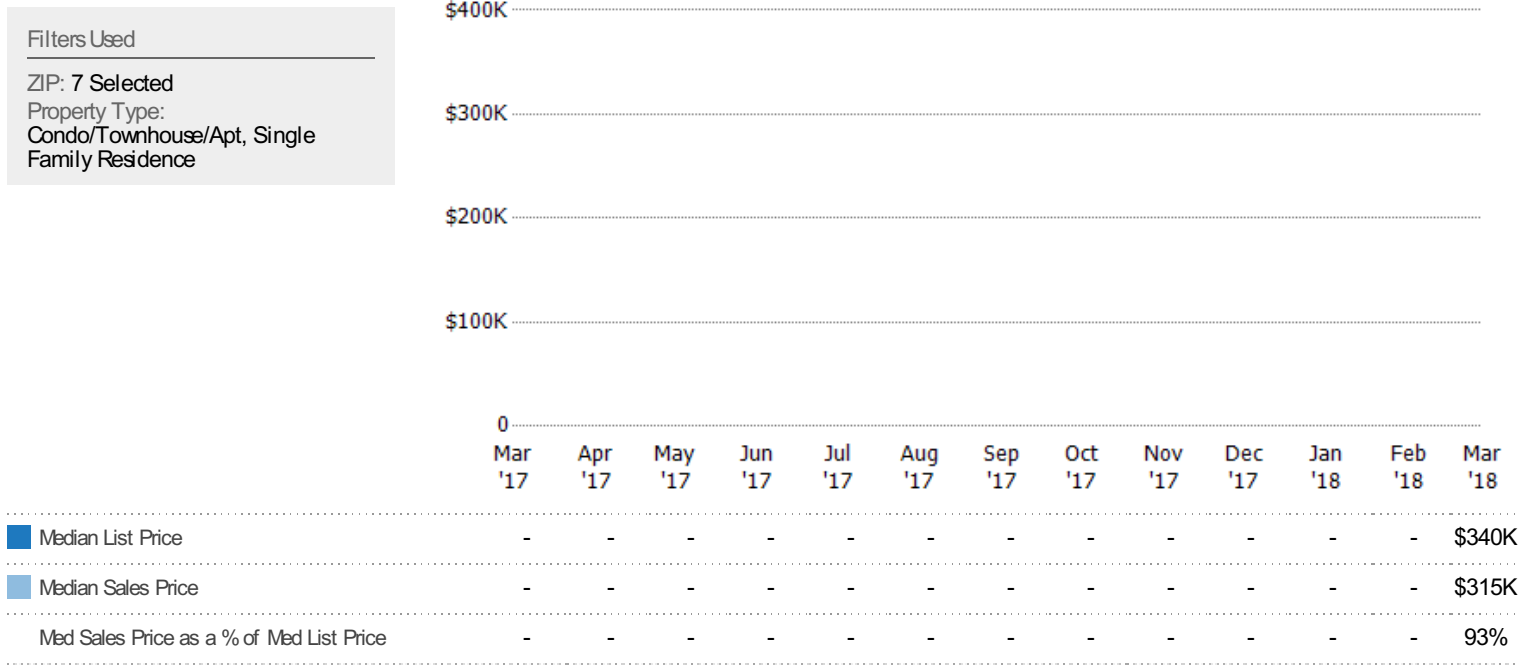 Filters Used
ZIP: 7 Selected
Property Type:
Condo/Townhouse/Apt, Single
Family Residence
$400K
$300K
$200K
$100K
0
Mar Apr May Jun Jul Aug Sep Oct Nov Dec Jan Feb Mar
'17 '17 '17 '17 '17 '17 '17 '17 '17 '17 '18 '18 '18
Median List Price - - - - - - - - - - - - $340K
Median Sales Price - - - - - - - - - - - - $315K
Med Sales Price as a % of Med List Price - - - - - - - - - - - - 93%